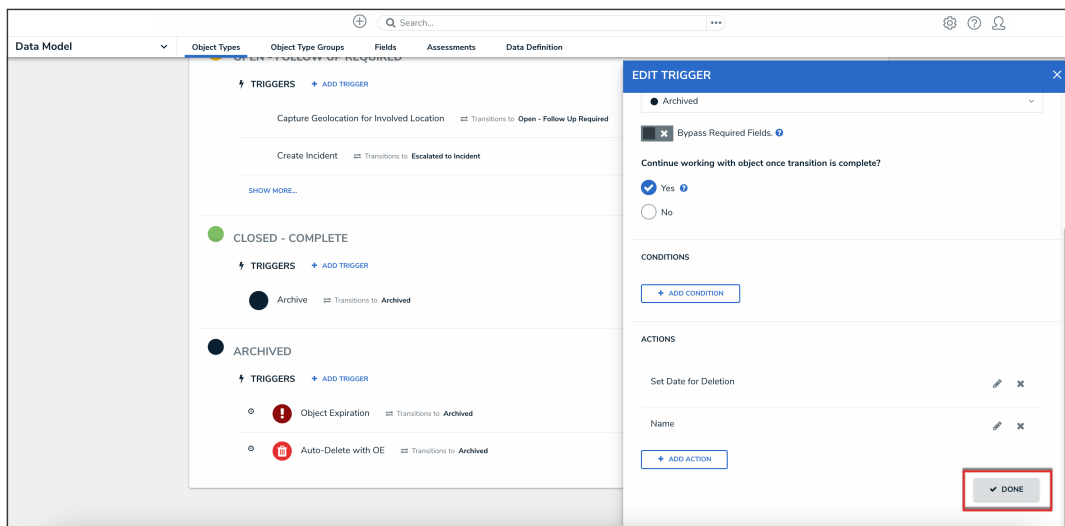 Search...
Data Model
Object Types
Object Type Groups
Fields
Assessments
Data Definition
OPEN - FOLLOW UP REQUIRED
TRIGGERS + ADD TRIGGER
Capture Geolocation for Involved Location Transitions to Open - Follow Up Required
Create Incident Transitions to Escalated to Incident
SHOW MORE...
CLOSED - COMPLETE
TRIGGERS + ADD TRIGGER
Archive Transitions to Archived
ARCHIVED
TRIGGERS + ADD TRIGGER
Object Expiration Transitions to Archived
Auto-Delete with OE Transitions to Archived
EDIT TRIGGER
Archived
Bypass Required Fields.
Continue working with object once transition is complete?
Yes
No
CONDITIONS
+ ADD CONDITION
ACTIONS
Set Date for Deletion
Name
+ ADD ACTION
DONE